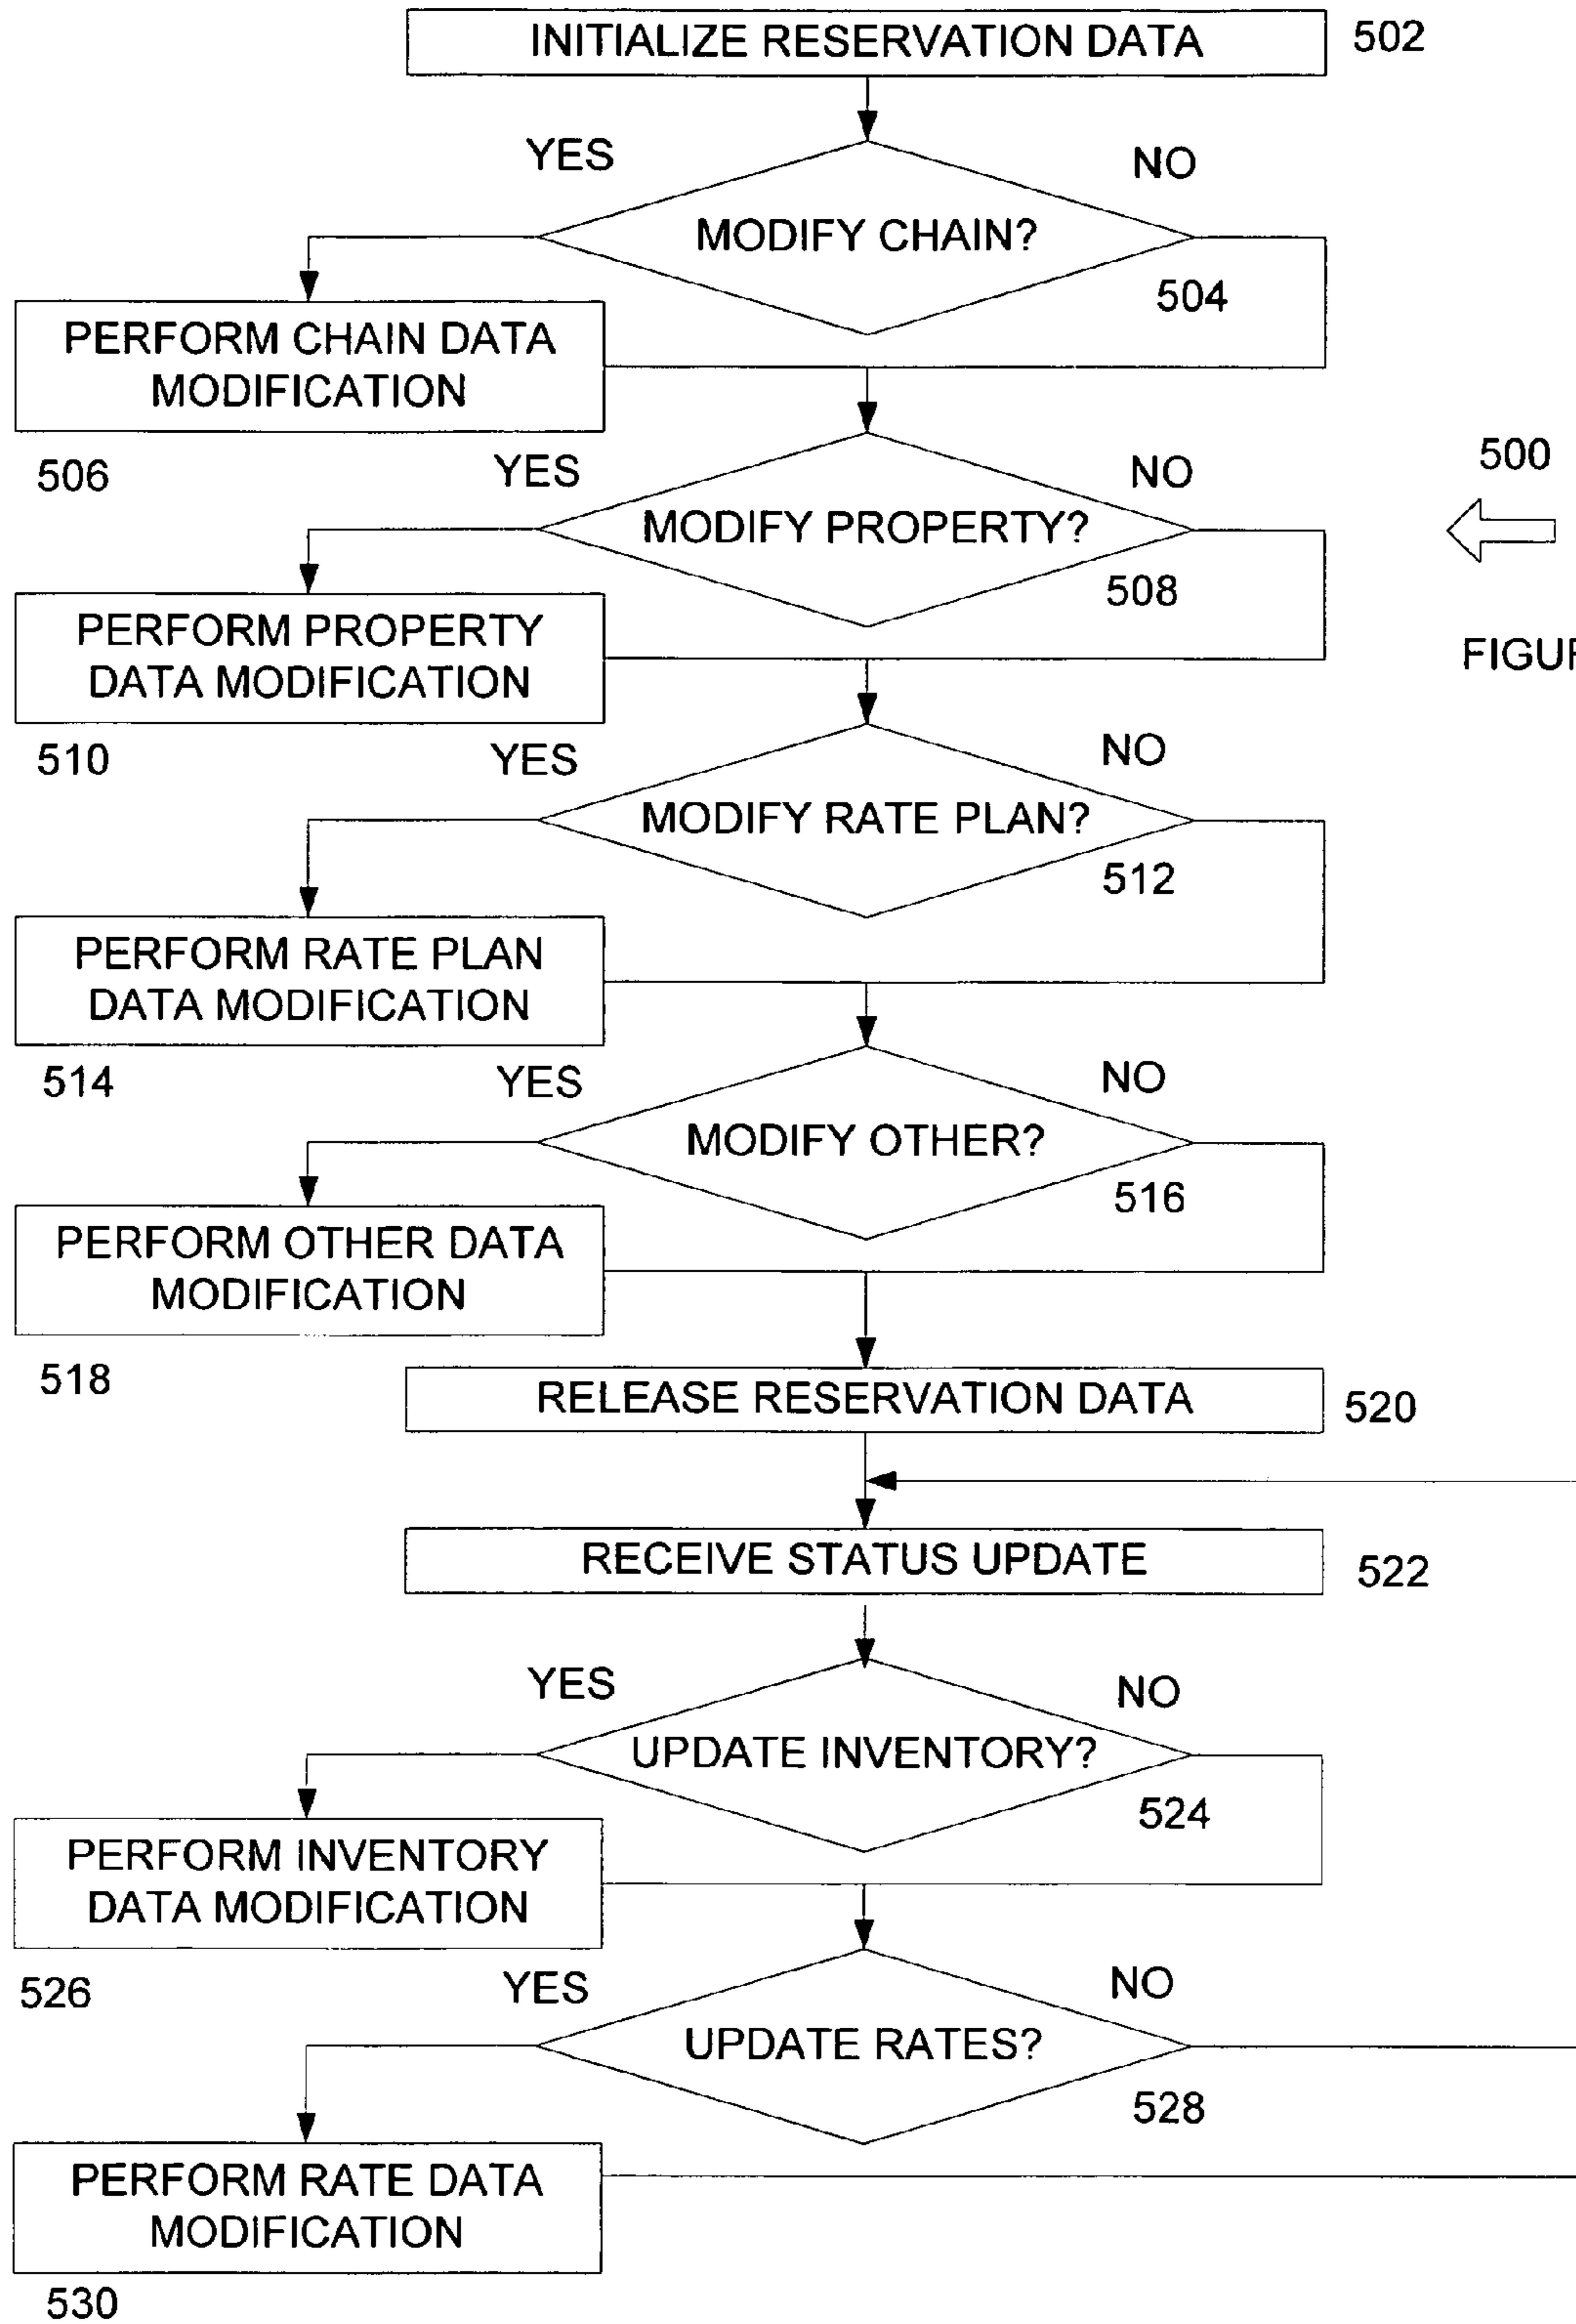 INITIALIZE RESERVATION DATA
502
YES
NO
MODIFY CHAIN?
504
PERFORM CHAIN DATA
MODIFICATION
506
YES
NO
500
MODIFY PROPERTY?
508
PERFORM PROPERTY
DATA MODIFICATION
FIGUR
510
YES
NO
MODIFY RATE PLAN?
512
PERFORM RATE PLAN
DATA MODIFICATION
514
YES
NO
MODIFY OTHER?
516
PERFORM OTHER DATA
MODIFICATION
518
RELEASE RESERVATION DATA
520
RECEIVE STATUS UPDATE
522
YES
NO
UPDATE INVENTORY?
524
PERFORM INVENTORY
DATA MODIFICATION
526
YES
NO
UPDATE RATES?
528
PERFORM RATE DATA
MODIFICATION
530